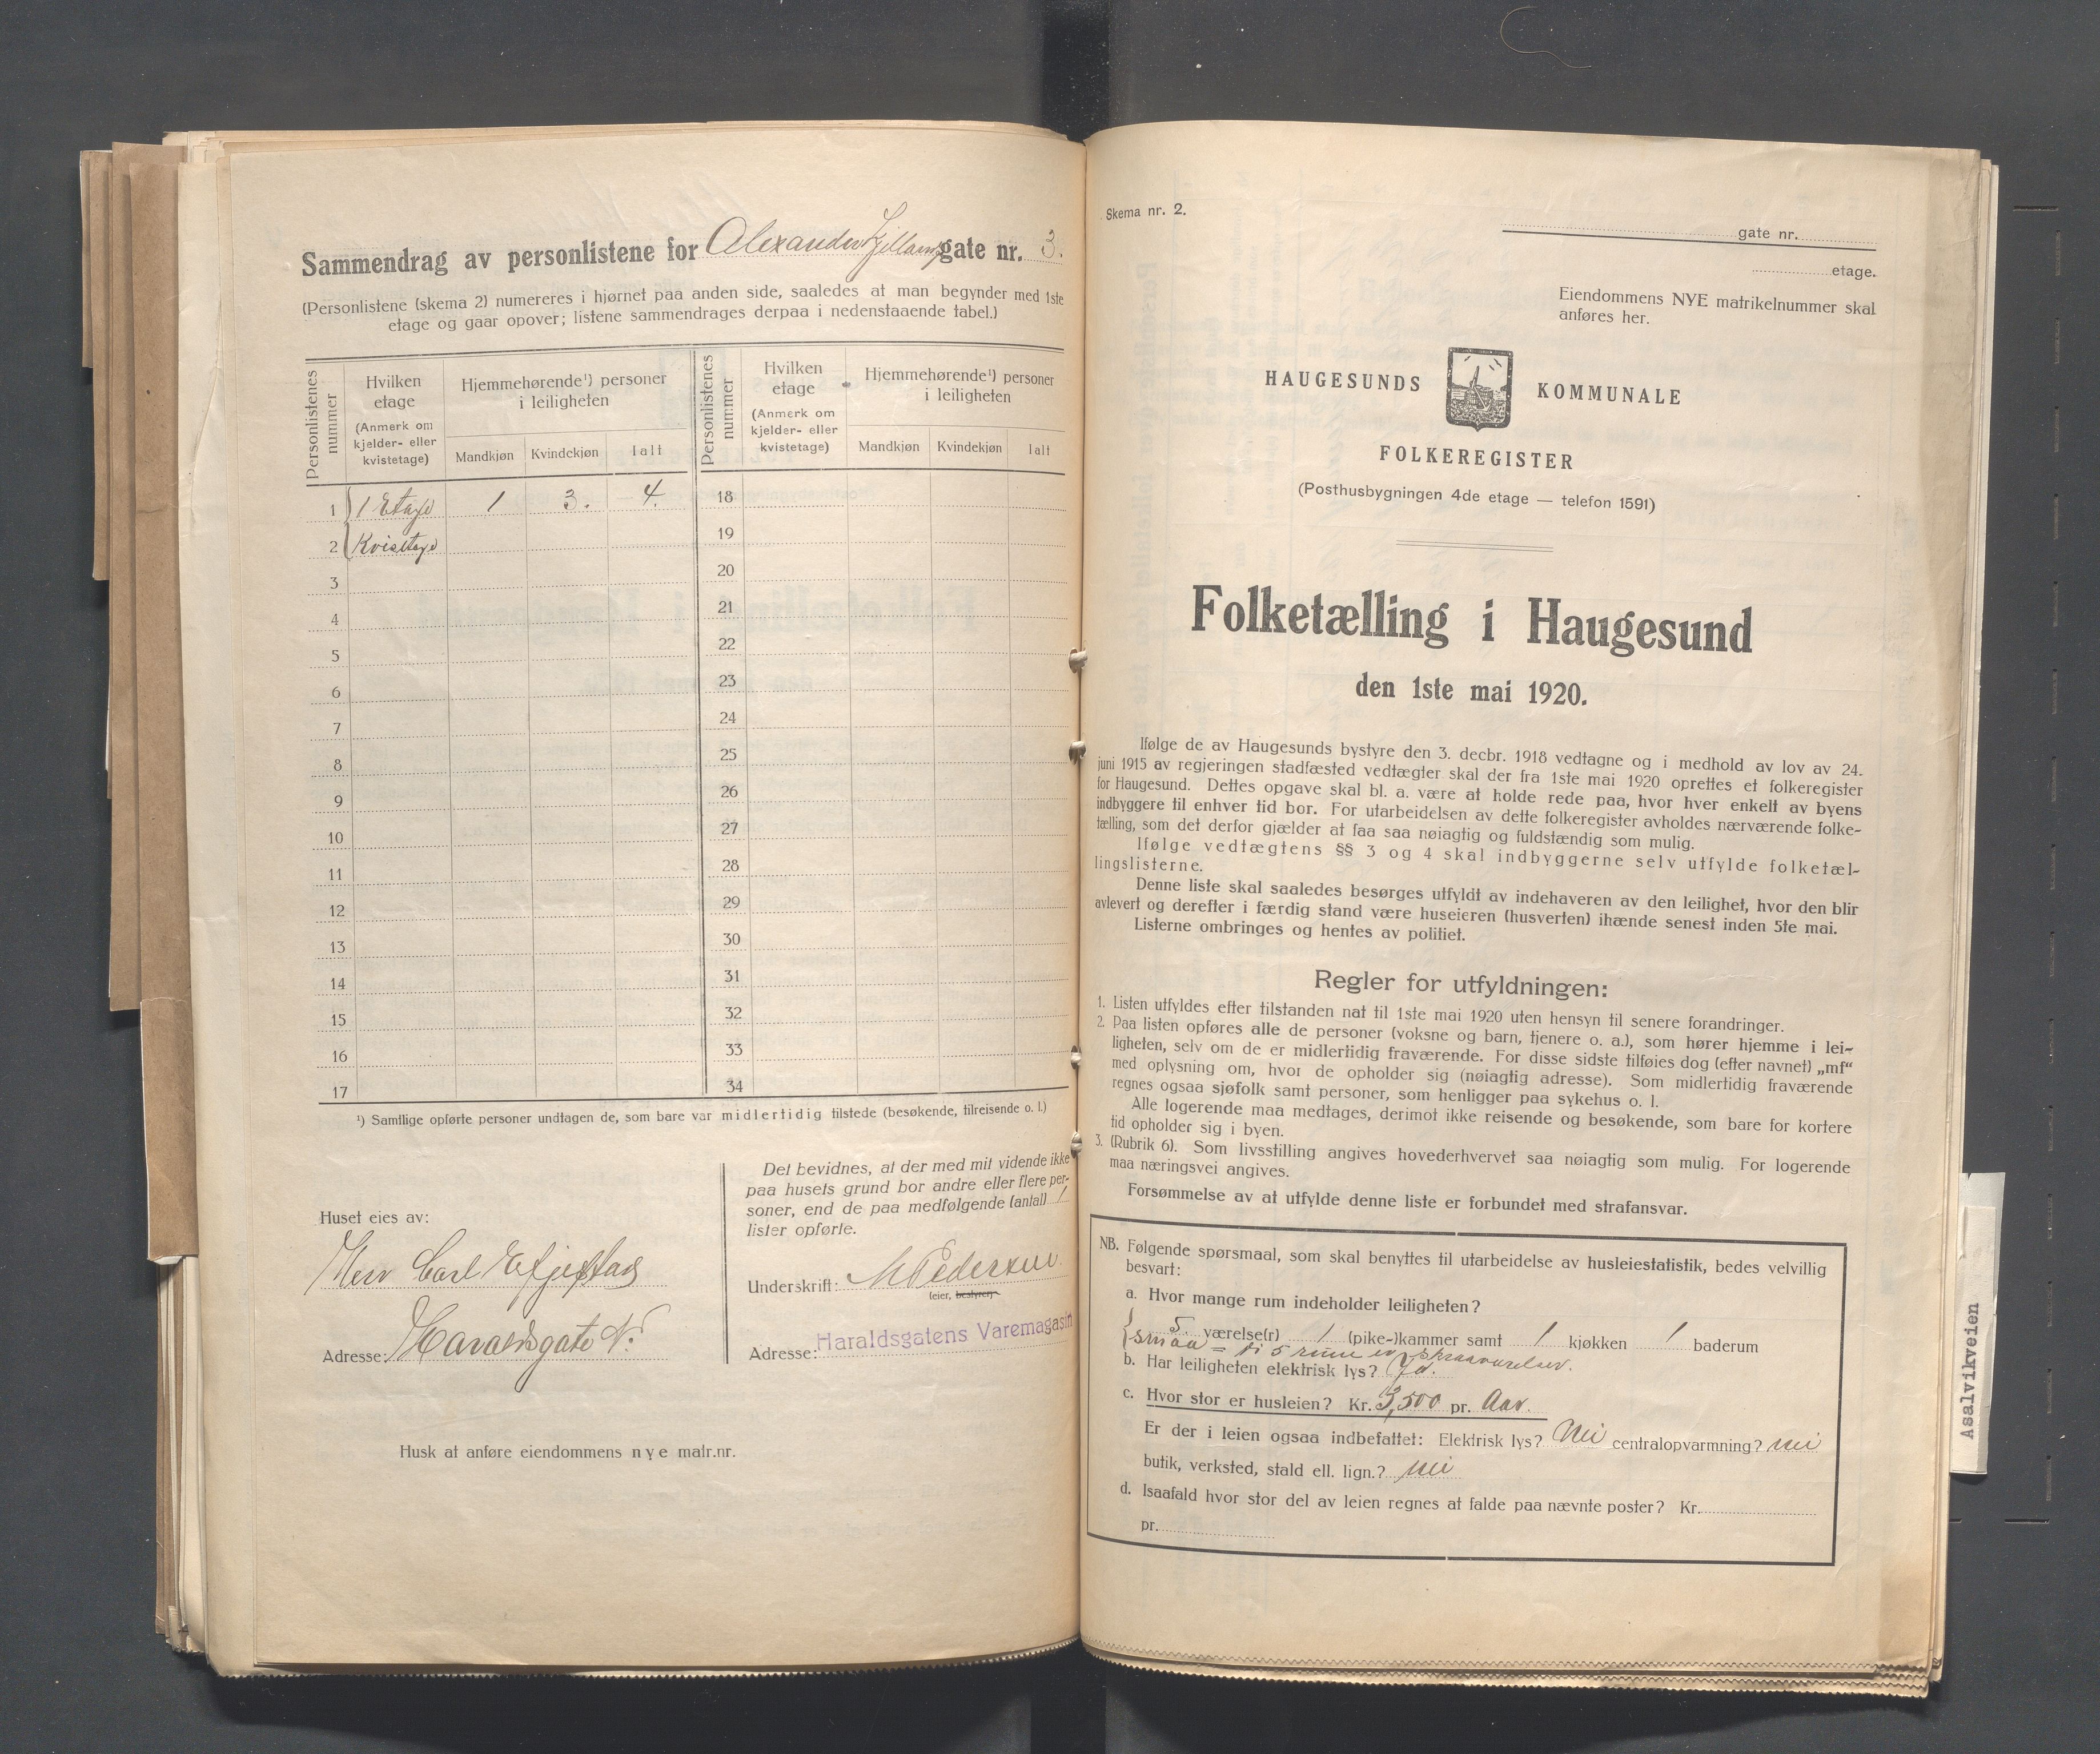 Sammendrag av personlistene for Alexander Kjellands gate nr. 3.
(Personlistene (skema 2) numereres i hjørnet paa anden side, saaledes at man begynder med 1ste
etage og gaar opover; listene sammendrages derpaa i nedenstaaende tabel.)
Personlistenes nummer
Hvilken etage
(Anmerk om kjelder- eller kvistetage)
Hjemmehørende¹) personer i leiligheten
Mandkjøn Kvindekjøn Ialt
Personlistenes nummer
Hvilken etage
(Anmerk om kjelder- eller kvistetage)
Hjemmehørende¹) personer i leiligheten
Mandkjøn Kvindekjøn Ialt
1 1 Etage 1 3. 4. 18
2 Kvistetage 19
3 20
4 21
5 22
6 23
7 24
8 25
9 26
10 27
11 28
12 29
13 30
14 31
15 32
16 33
17 34
¹) Samtlige opførte personer undtagen de, som bare var midlertidig tilstede (besøkende, tilreisende o. l.)
Huset eies av:
Herr Carl
Adresse: Haraldsgate No
Husk at anføre eiendommens nye matr.nr.
Det bevidnes, at der med mit vidende ikke
paa husets grund bor andre eller flere per-
soner, end de paa medfølgende (antal) 1
lister opførte.
Underskrift: M Pedersen.
(eier, bestyrer)
Adresse: Haraldsgatens Varemagasin
Skema nr. 2.
gate nr.
etage.
Eiendommens NYE matrikelnummer skal
anføres her.
HAUGESUNDS KOMMUNALE
FOLKEREGISTER
(Posthusbygningen 4de etage — telefon 1591)
Folketælling i Haugesund
den 1ste mai 1920.
Ifølge de av Haugesunds bystyre den 3. decbr. 1918 vedtagne og i medhold av lov av 24.
juni 1915 av regjeringen stadfæsted vedtægter skal der fra 1ste mai 1920 oprettes et folkeregister
for Haugesund. Dettes opgave skal bl. a. være at holde rede paa, hvor hver enkelt av byens
indbyggere til enhver tid bor. For utarbeidelsen av dette folkeregister avholdes nærværende folke-
tælling, som det derfor gjælder at faa saa nøiagtig og fuldstændig som mulig.
Ifølge vedtægtens §§ 3 og 4 skal indbyggerne selv utfylde folketæl-
lingslisterne.
Denne liste skal saaledes besørges utfyldt av indehaveren av den leilighet, hvor den blir
avlevert og derefter i færdig stand være huseieren (husverten) ihænde senest inden 5te mai.
Listerne ombringes og hentes av politiet.
Regler for utfyldningen:
1. Listen utfyldes efter tilstanden nat til 1ste mai 1920 uten hensyn til senere forandringer.
2. Paa listen opføres alle de personer (voksne og barn, tjenere o. a.), som hører hjemme i lei-
ligheten, selv om de er midlertidig fraværende. For disse sidste tilføies dog (efter navnet) „mf"
med oplysning om, hvor de opholder sig (nøiagtig adresse). Som midlertidig fraværende
regnes ogsaa sjøfolk samt personer, som henligger paa sykehus o. l.
Alle logerende maa medtages, derimot ikke reisende og besøkende, som bare for kortere
tid opholder sig i byen.
3. (Rubrik 6). Som livsstilling angives hovederhvervet saa nøiagtig som mulig. For logerende
maa næringsvei angives.
Forsømmelse av at utfylde denne liste er forbundet med strafansvar.
NB. Følgende spørsmaal, som skal benyttes til utarbeidelse av husleiestatistik, bedes velvillig
besvart:
a. Hvor mange rum indeholder leiligheten?
5. værelse(r) 1 (pike-)kammer samt 1 kjøkken 1 baderum
smaa = 5 rum er skraaværelser.
b. Har leiligheten elektrisk lys? Ja.
c. Hvor stor er husleien? Kr. 3,500 pr. Aar.
Er der i leien ogsaa indbefattet: Elektrisk lys? Nei centralopvarmning? nei
butik, verksted, stald ell. lign.? nei
d. Isaafald hvor stor del av leien regnes at falde paa nævnte poster? Kr.
pr.
Asalvikveien